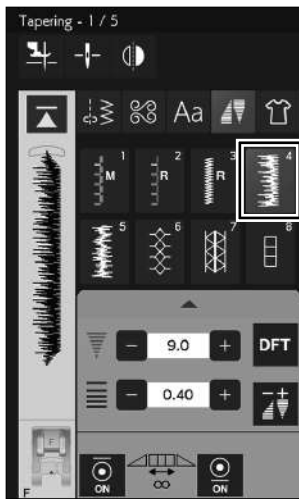 Tapering - 1 / 5
Aa
1 M 2 R 3 R 4
5 6 7 8
- 9.0 + DFT
- 0.40 +
F
F ON ∞ ON